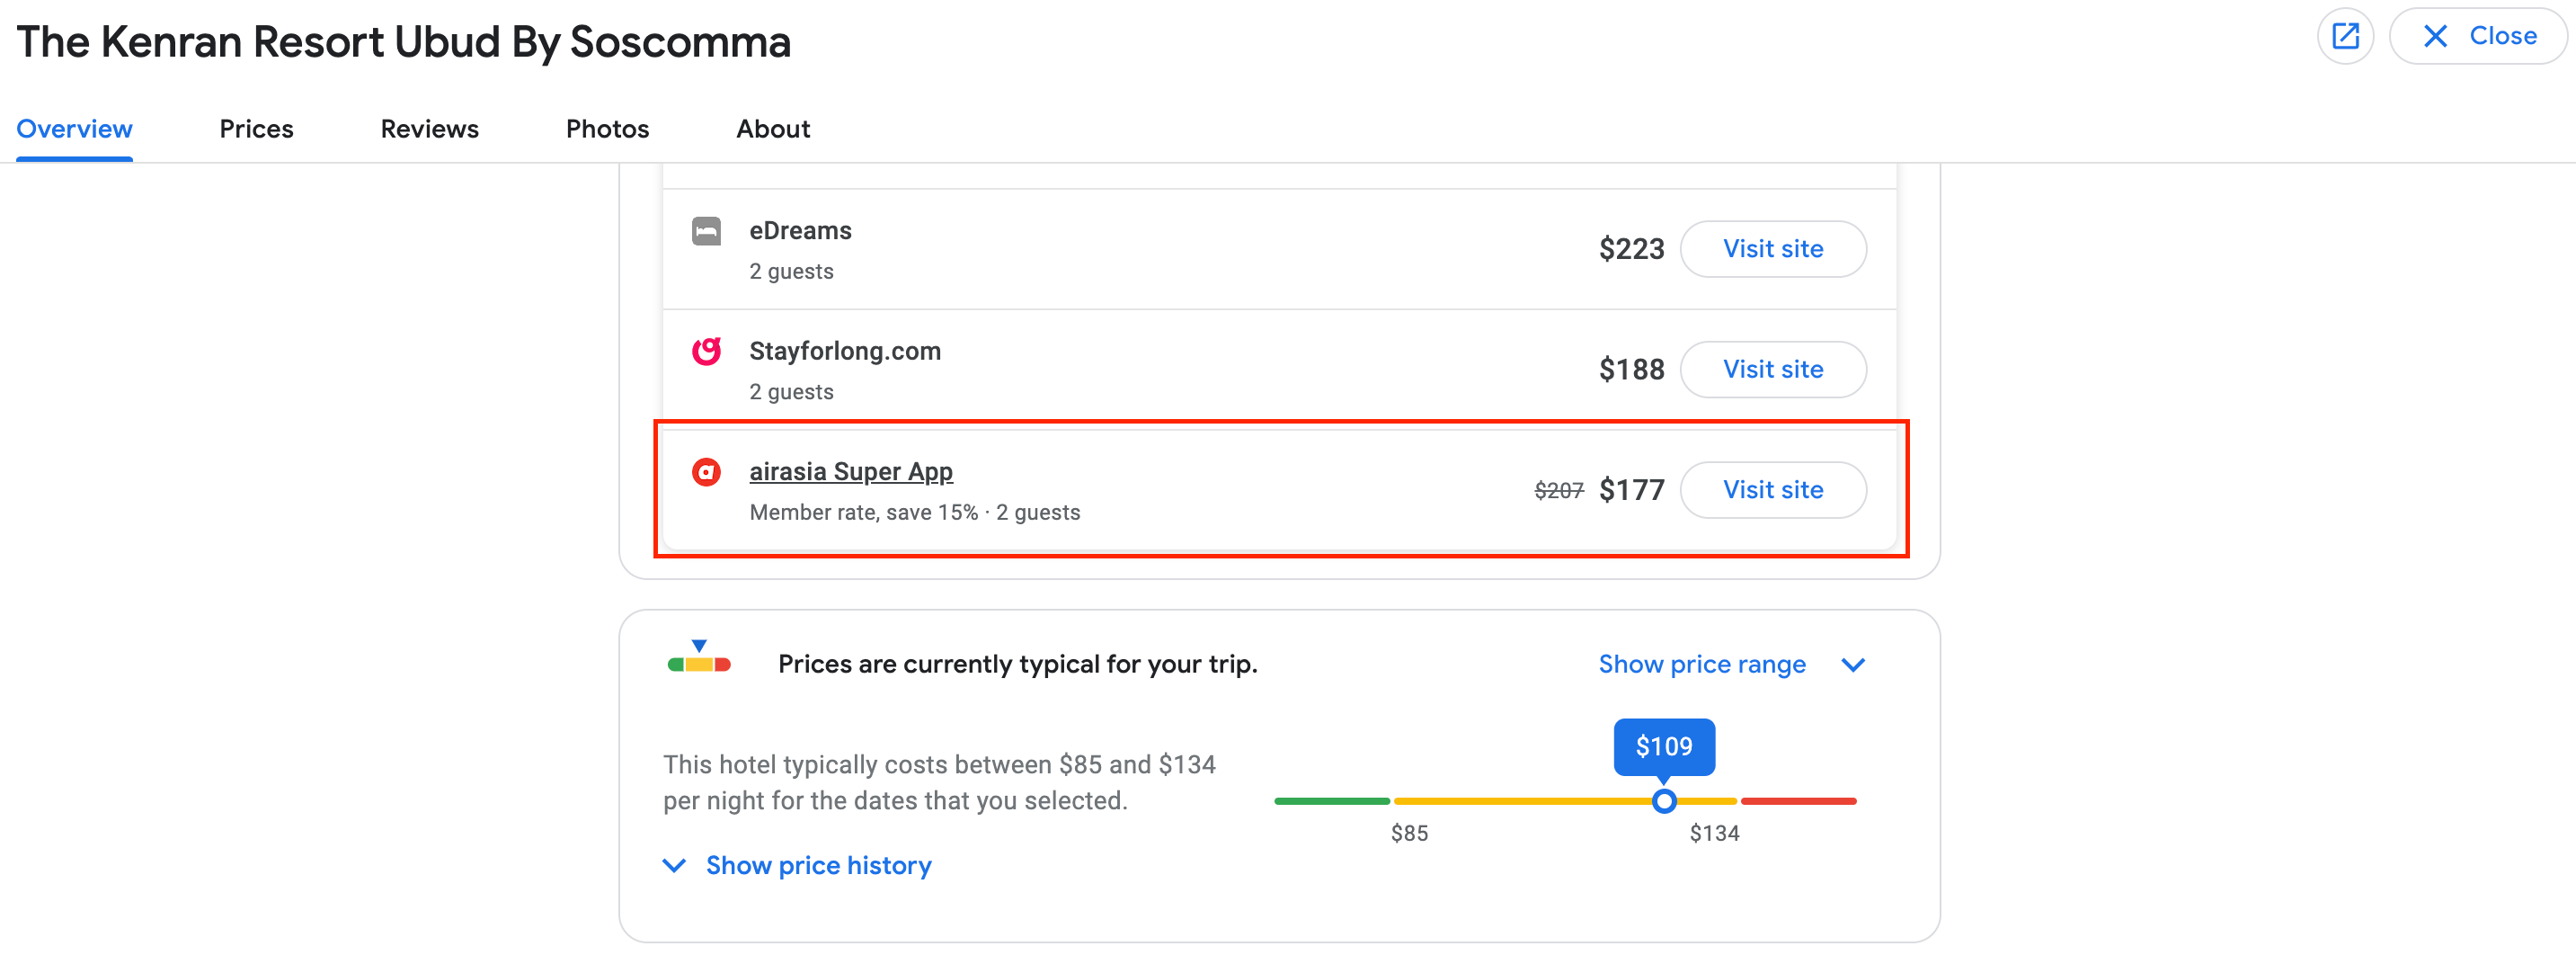 The Kenran Resort Ubud By Soscomma
Close
Overview Prices Reviews Photos About
eDreams
2 guests
$223 Visit site
Stayforlong.com
2 guests
$188 Visit site
airasia Super App
Member rate, save 15% · 2 guests
$207 $177 Visit site
Prices are currently typical for your trip.
Show price range
This hotel typically costs between $85 and $134
per night for the dates that you selected.
$109
$85 $134
Show price history